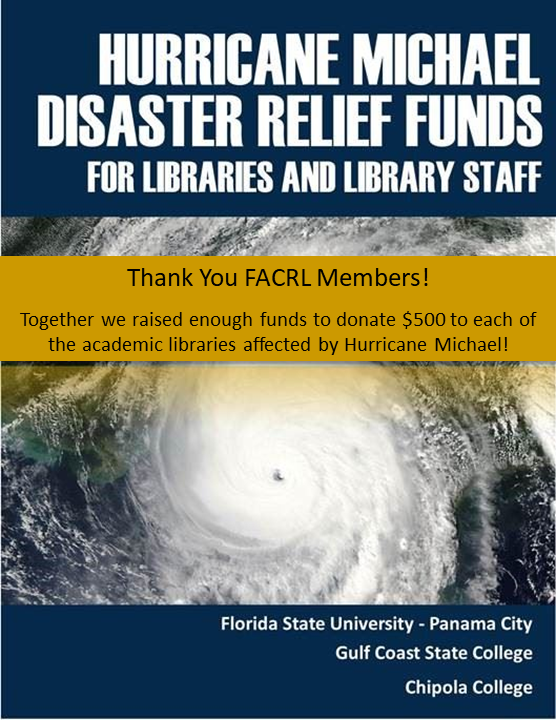 HURRICANE MICHAEL
DISASTER RELIEF FUNDS
FOR LIBRARIES AND LIBRARY STAFF
Thank You FACRL Members!
Together we raised enough funds to donate $500 to each of
the academic libraries affected by Hurricane Michael!
Florida State University - Panama City
Gulf Coast State College
Chipola College